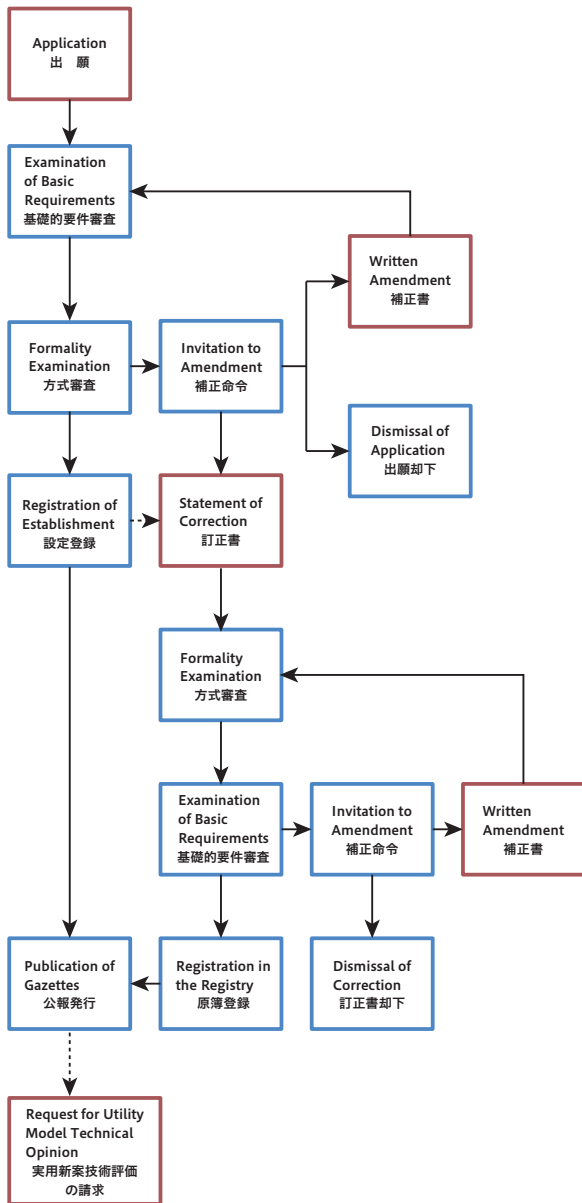 Application
出　願
Examination
of Basic
Requirements
基礎的要件審査
Written
Amendment
補正書
Formality
Examination
方式審査
Invitation to
Amendment
補正命令
Dismissal of
Application
出願却下
Registration of
Establishment
設定登録
Statement of
Correction
訂正書
Formality
Examination
方式審査
Examination
of Basic
Requirements
基礎的要件審査
Invitation to
Amendment
補正命令
Written
Amendment
補正書
Publication of
Gazettes
公報発行
Registration in
the Registry
原簿登録
Dismissal of
Correction
訂正書却下
Request for Utility
Model Technical
Opinion
実用新案技術評価
の請求